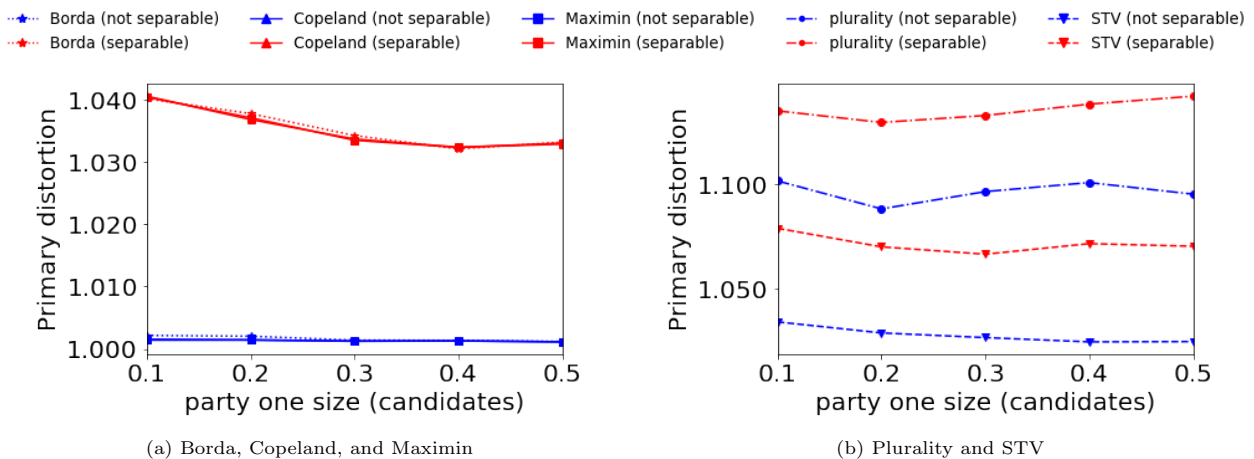 Borda (not separable) Copeland (not separable) Maximin (not separable) plurality (not separable) STV (not separable)
Borda (separable) Copeland (separable) Maximin (separable) plurality (separable) STV (separable)
Primary distortion
1.040
1.030
1.020
1.010
1.000
0.1 0.2 0.3 0.4 0.5
party one size (candidates)
(a) Borda, Copeland, and Maximin
Primary distortion
1.100
1.050
0.1 0.2 0.3 0.4 0.5
party one size (candidates)
(b) Plurality and STV